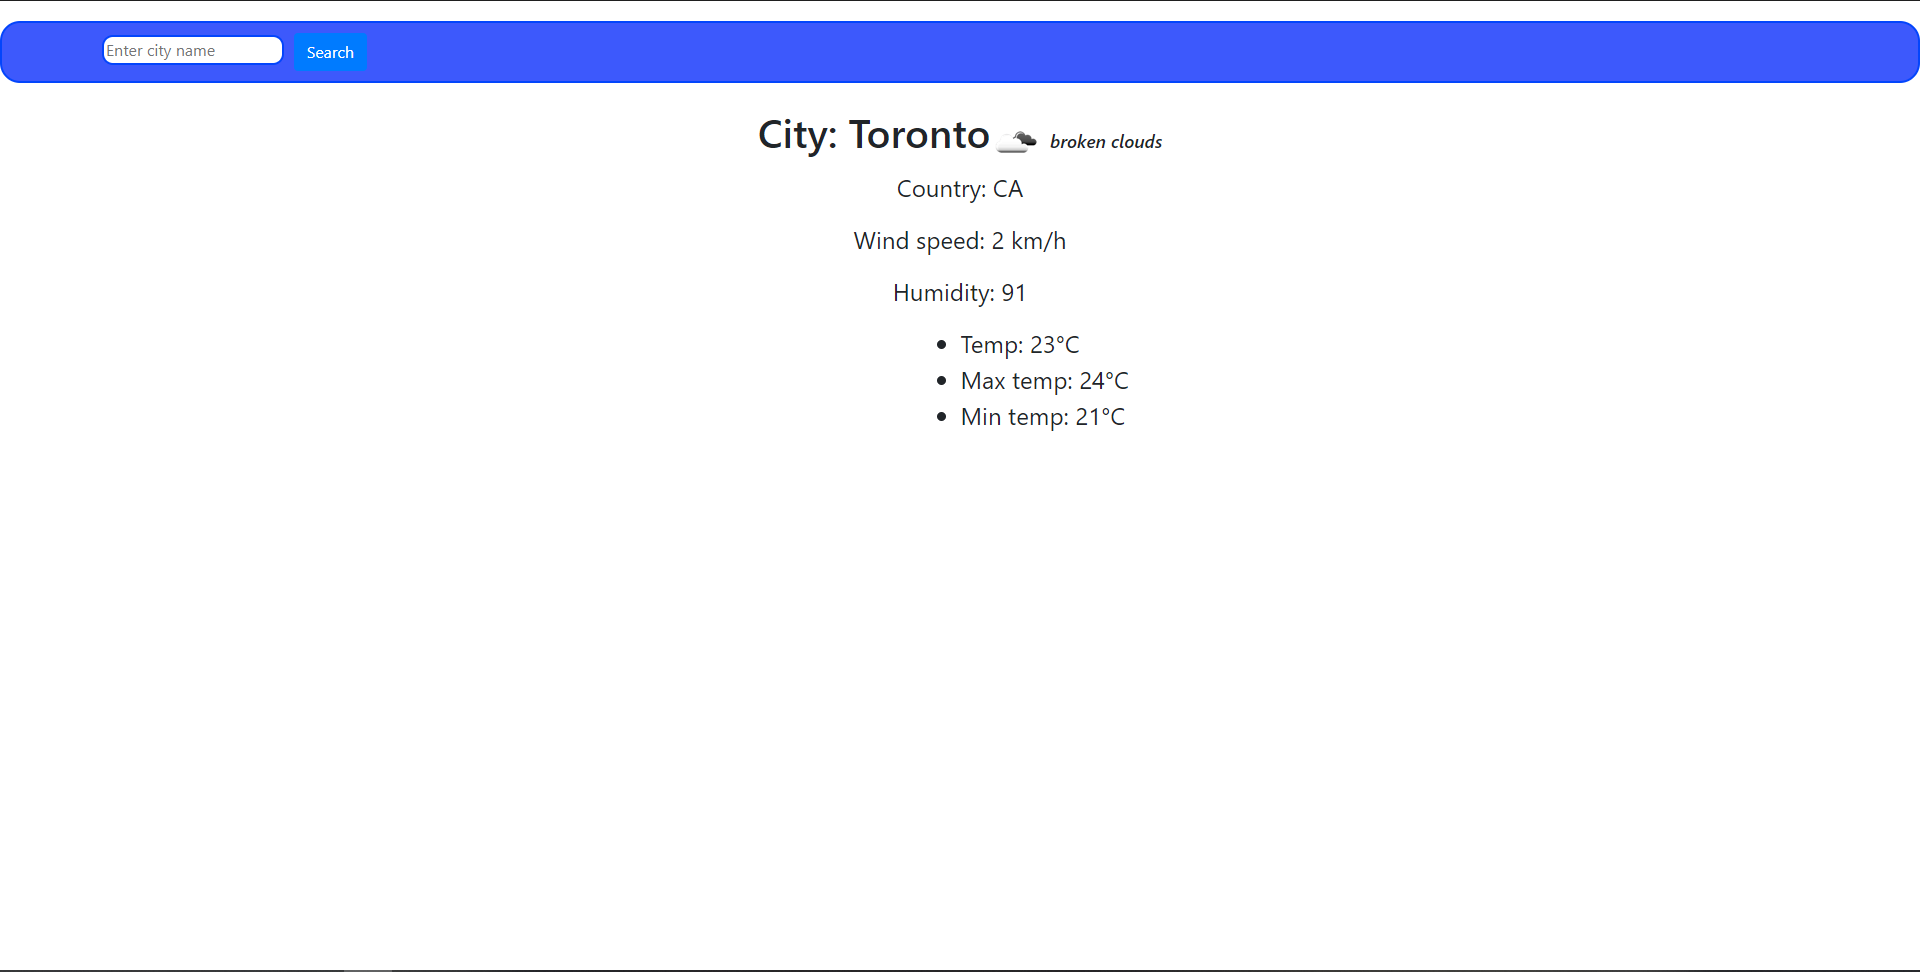 Enter city name Search
City: Toronto broken clouds
Country: CA
Wind speed: 2 km/h
Humidity: 91
Temp: 23°C
Max temp: 24°C
Min temp: 21°C